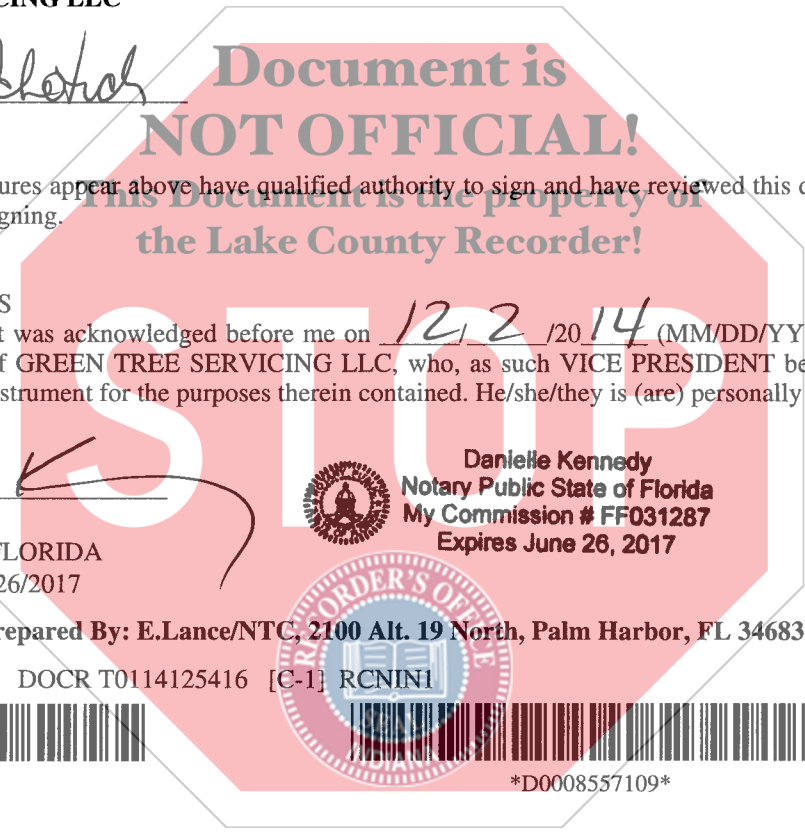 CING LLC
Document is
NOT OFFICIAL!
ures appear above have qualified authority to sign and have reviewed this d
This Document is the property of
gning.
the Lake County Recorder!
STOP
S
t was acknowledged before me on 12/ 2 /20 14 (MM/DD/YY
f GREEN TREE SERVICING LLC, who, as such VICE PRESIDENT be
strument for the purposes therein contained. He/she/they is (are) personally
Danielle Kennedy
Notary Public State of Florida
My Commission # FF031287
Expires June 26, 2017
FLORIDA
26/2017
RECORDER'S OFFICE
repared By: E.Lance/NTC, 2100 Alt. 19 North, Palm Harbor, FL 34683
DOCR T0114125416 [C-1] RCNIN1
SEAL
INDIANA
*D0008557109*